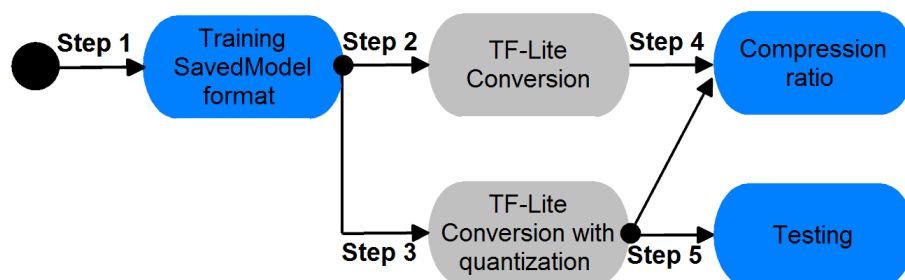 Step 1
Training
SavedModel
format
Step 2
TF-Lite
Conversion
Step 4
Compression
ratio
Step 3
TF-Lite
Conversion with
quantization
Step 5
Testing